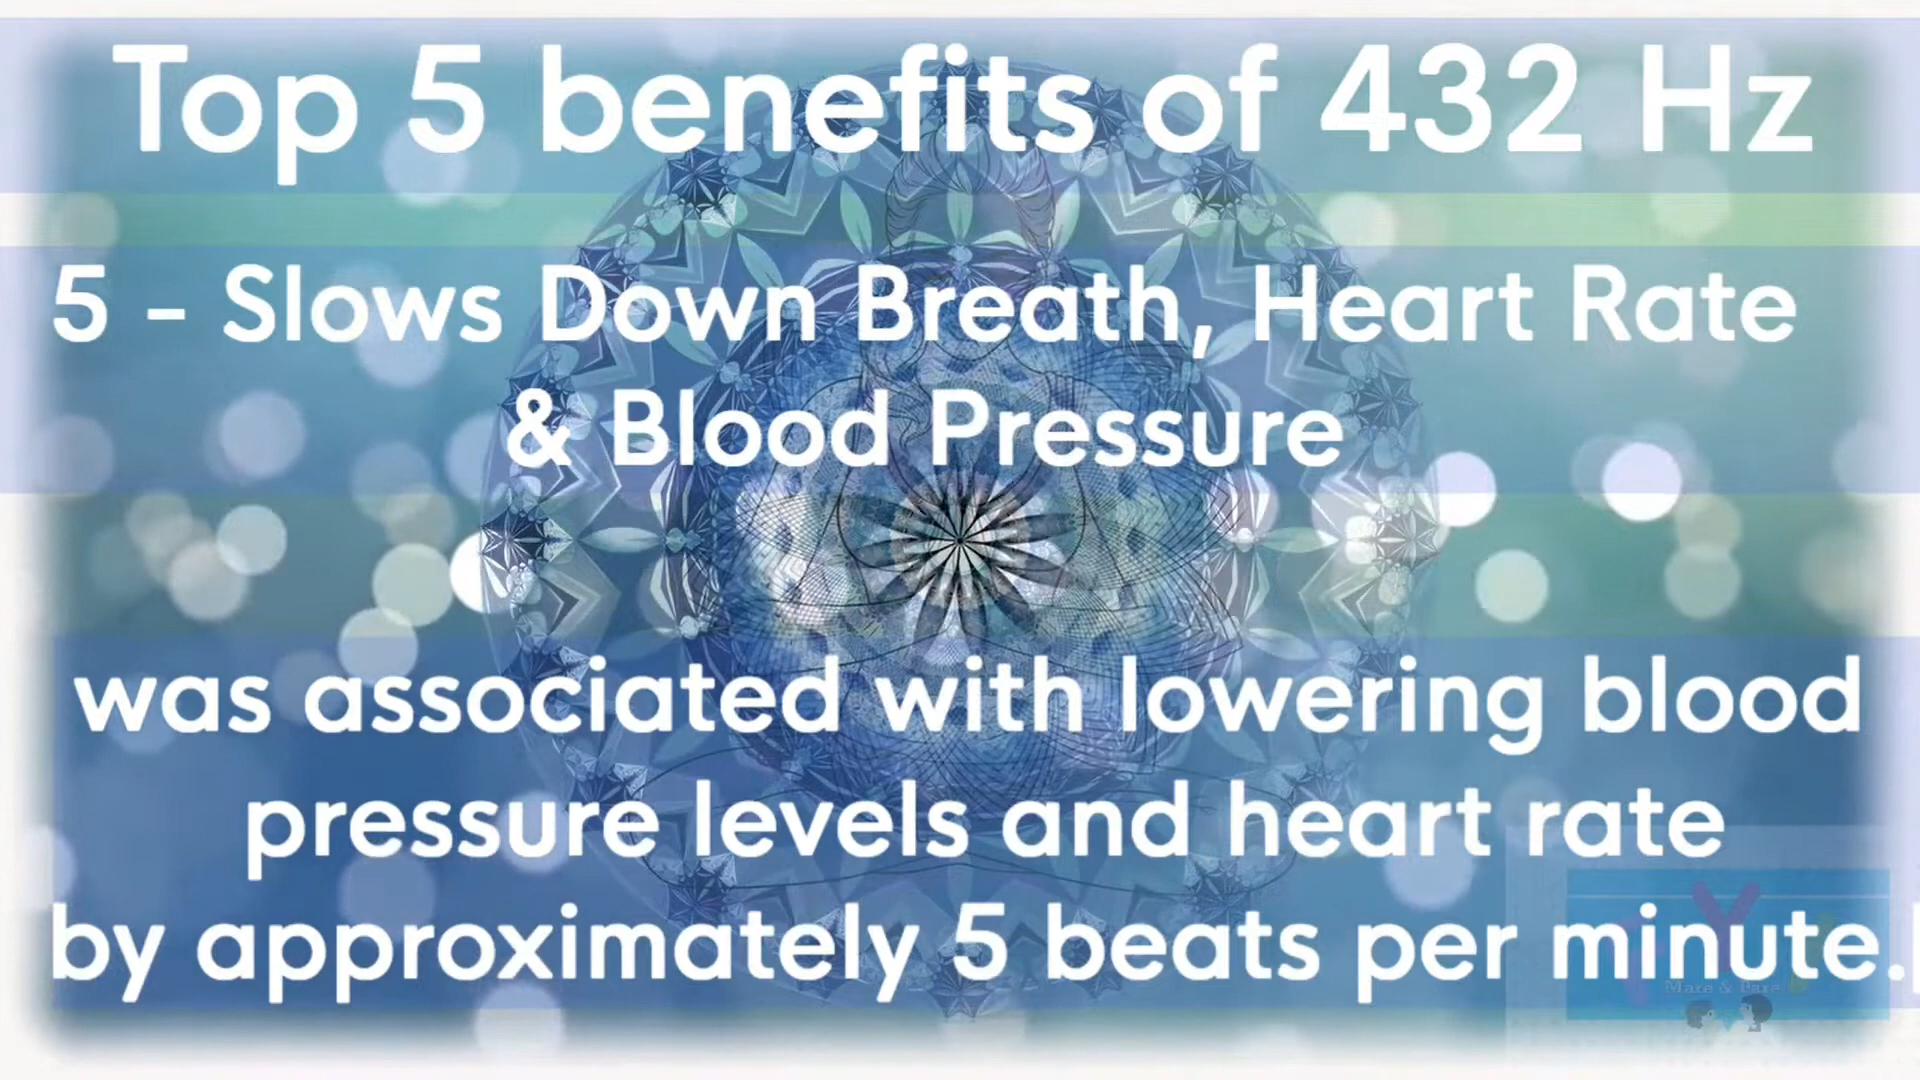 Top 5 benefits of 432 Hz
5 - Slows Down Breath, Heart Rate
& Blood Pressure
was associated with lowering blood
pressure levels and heart rate
by approximately 5 beats per minute.